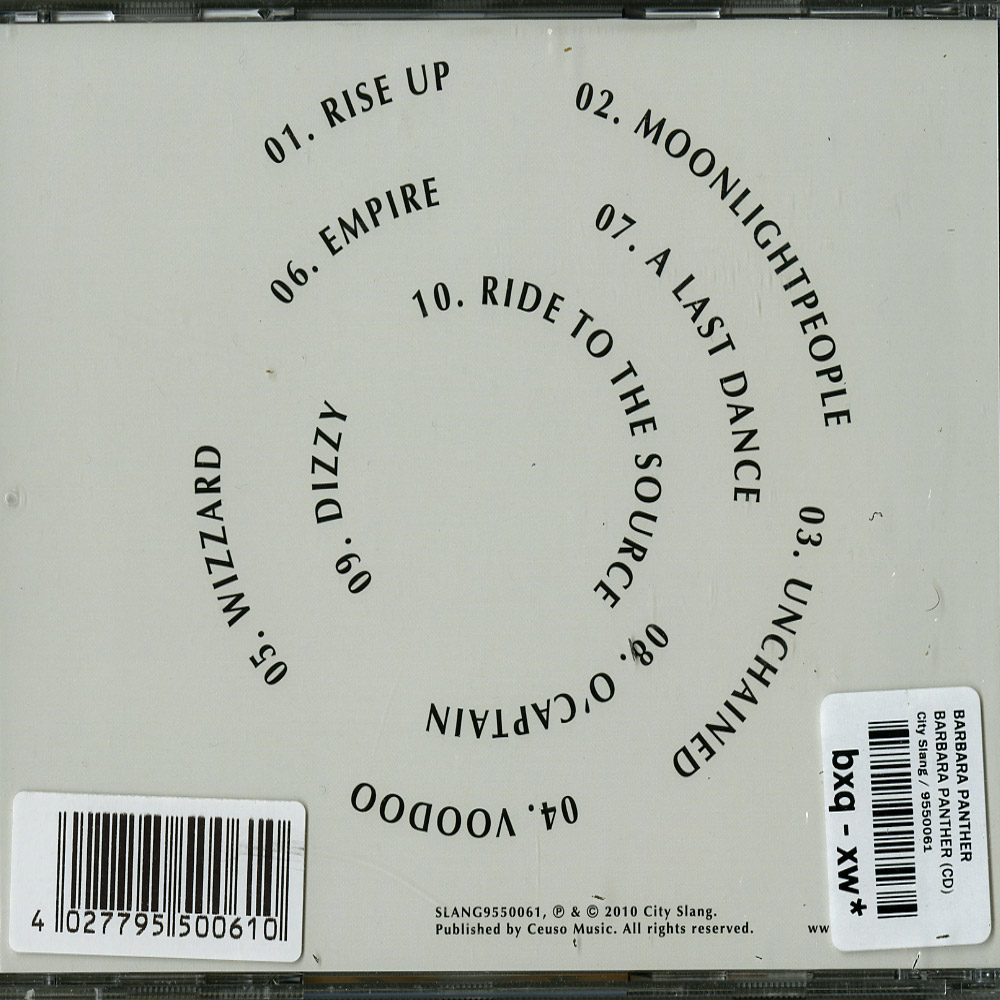 01. RISE UP
02. MOONLIGHTPEOPLE
03. UNCHAINED
04. VOODOO
05. WIZZARD
06. EMPIRE
07. A LAST DANCE
08. O'CAPTAIN
09. DIZZY
10. RIDE TO THE SOURCE
BARBARA PANTHER
BARBARA PANTHER (CD)
City Slang / 9550061
bxq - xw*
4 027795 500610
SLANG9550061, ℗ & © 2010 City Slang.
Published by Ceuso Music. All rights reserved.